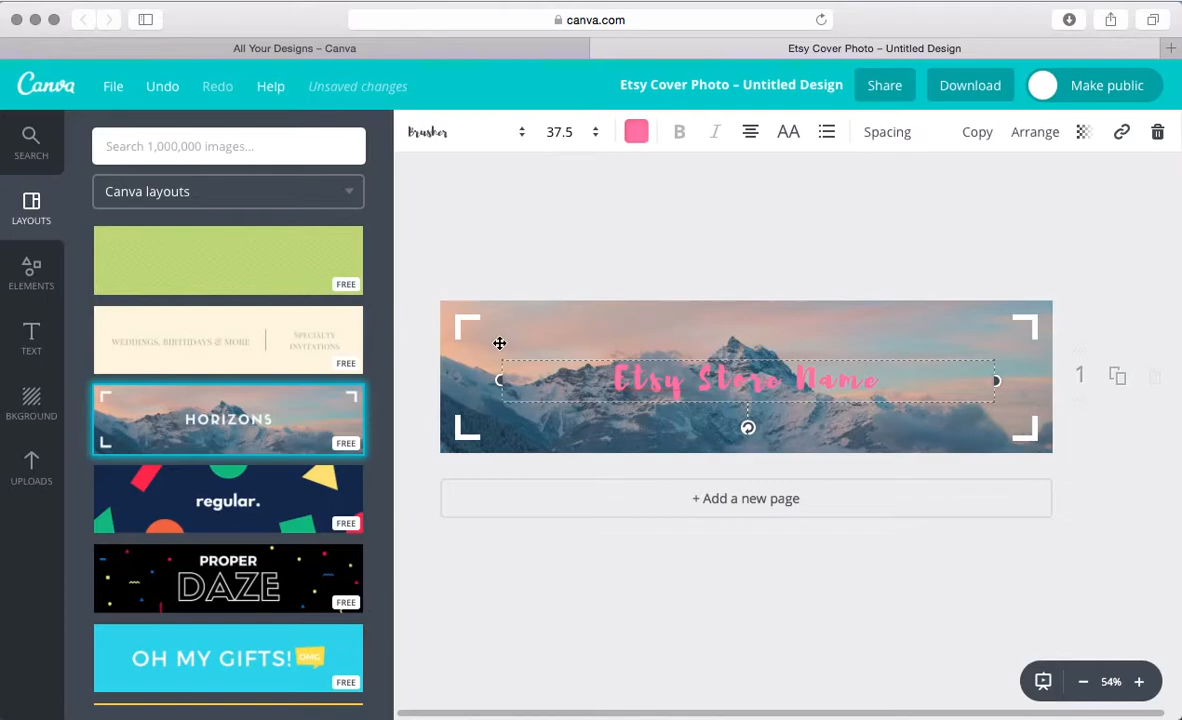 canva.com
All Your Designs – Canva
Etsy Cover Photo – Untitled Design
Canva
File
Undo
Redo
Help
Unsaved changes
Etsy Cover Photo – Untitled Design
Share
Download
Make public
Brusher
37.5
B
I
AA
Spacing
Copy
Arrange
SEARCH
LAYOUTS
ELEMENTS
TEXT
BKGROUND
UPLOADS
Search 1,000,000 images...
Canva layouts
FREE
WEDDINGS, BIRTHDAYS & MORE
SPECIALTY
INVITATIONS
FREE
HORIZONS
FREE
regular.
FREE
PROPER
DAZE
FREE
OH MY GIFTS!
OMG
FREE
Etsy Store Name
1
+ Add a new page
54%